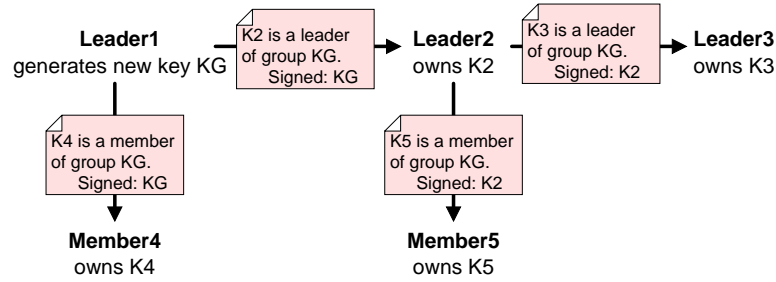 Leader1
generates new key KG
K2 is a leader
of group KG.
Signed: KG
Leader2
owns K2
K3 is a leader
of group KG.
Signed: K2
Leader3
owns K3
K4 is a member
of group KG.
Signed: KG
K5 is a member
of group KG.
Signed: K2
Member4
owns K4
Member5
owns K5